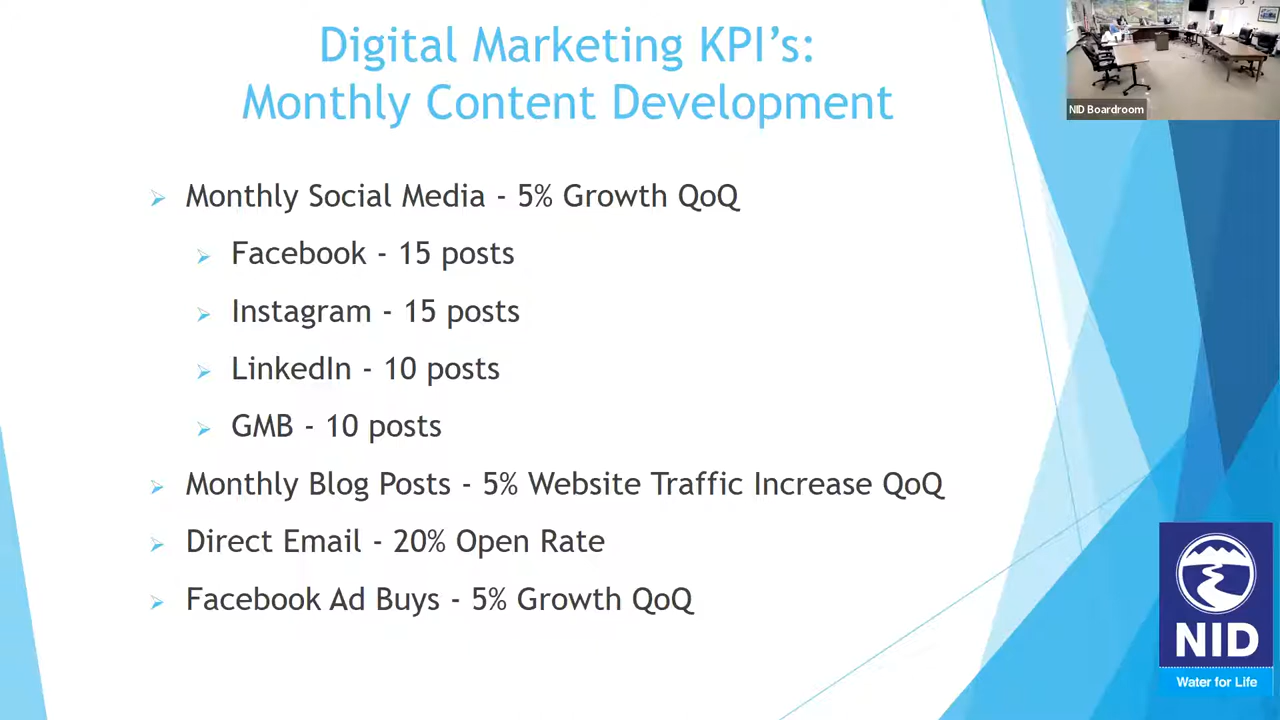 Digital Marketing KPI's:
Monthly Content Development
NID Boardroom
Monthly Social Media - 5% Growth QoQ
Facebook - 15 posts
Instagram - 15 posts
LinkedIn - 10 posts
GMB - 10 posts
Monthly Blog Posts - 5% Website Traffic Increase QoQ
Direct Email - 20% Open Rate
Facebook Ad Buys - 5% Growth QoQ
NID
Water for Life